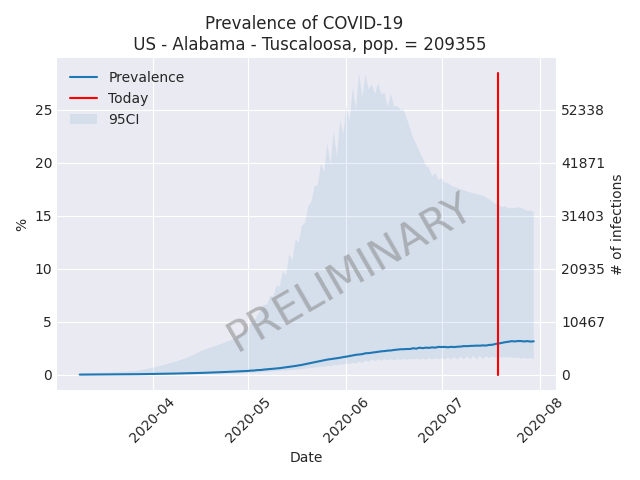 Prevalence of COVID-19
US - Alabama - Tuscaloosa, pop. = 209355
Prevalence
Today
95CI
25
20
15
10
5
0
%
52338
41871
31403
20935
10467
0
# of infections
PRELIMINARY
2020-04
2020-05
2020-06
2020-07
2020-08
Date